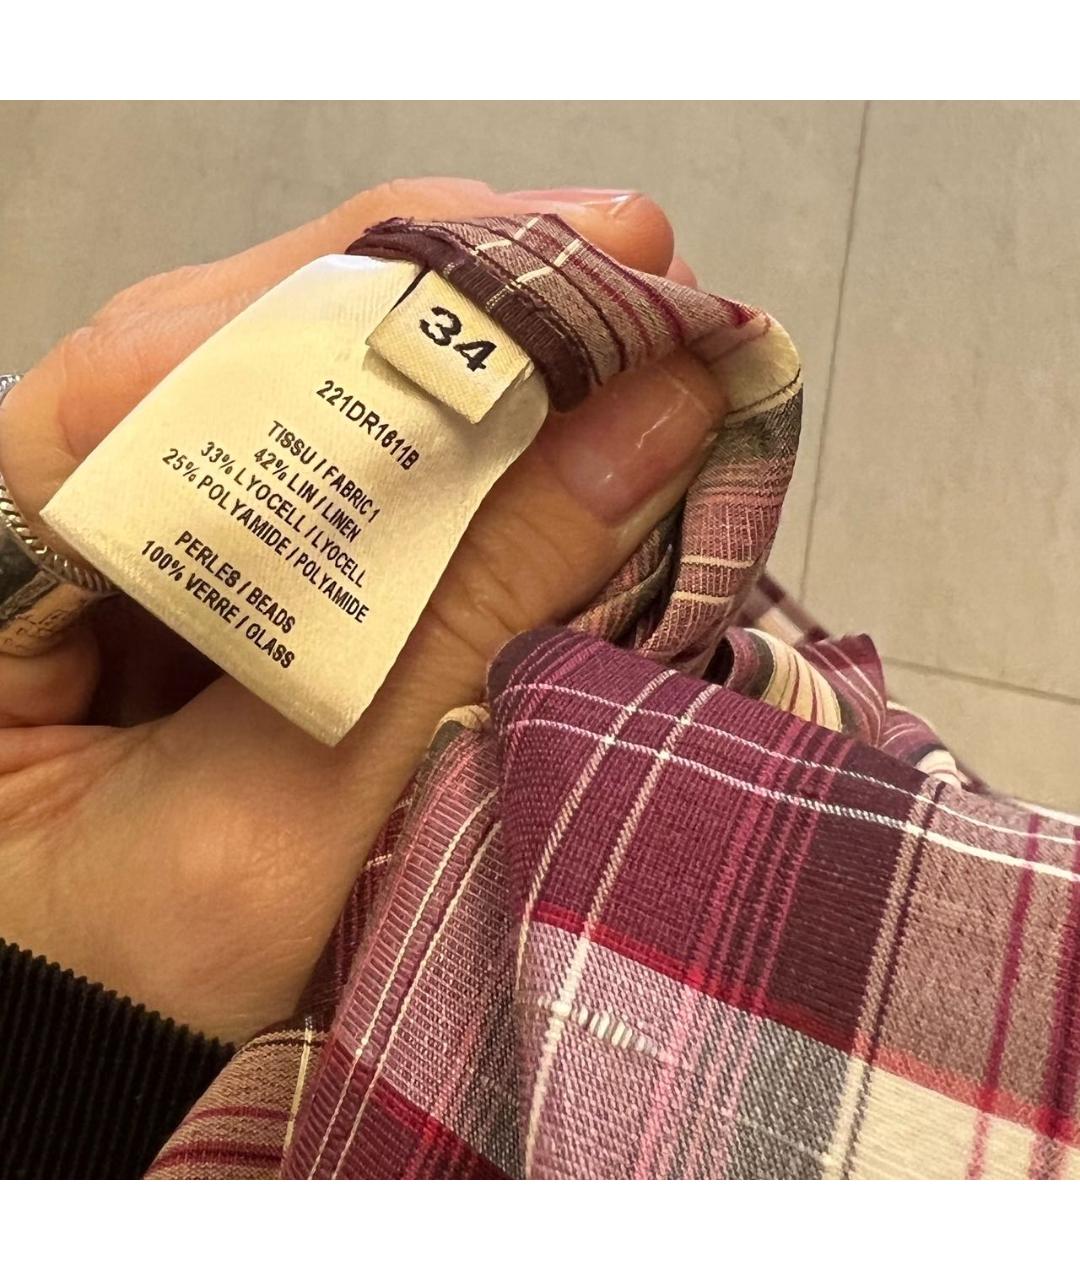 34
221DR1611B
TISSU / FABRIC 1
42% LIN / LINEN
33% LYOCELL / LYOCELL
25% POLYAMIDE / POLYAMIDE
PERLES / BEADS
100% VERRE / GLASS